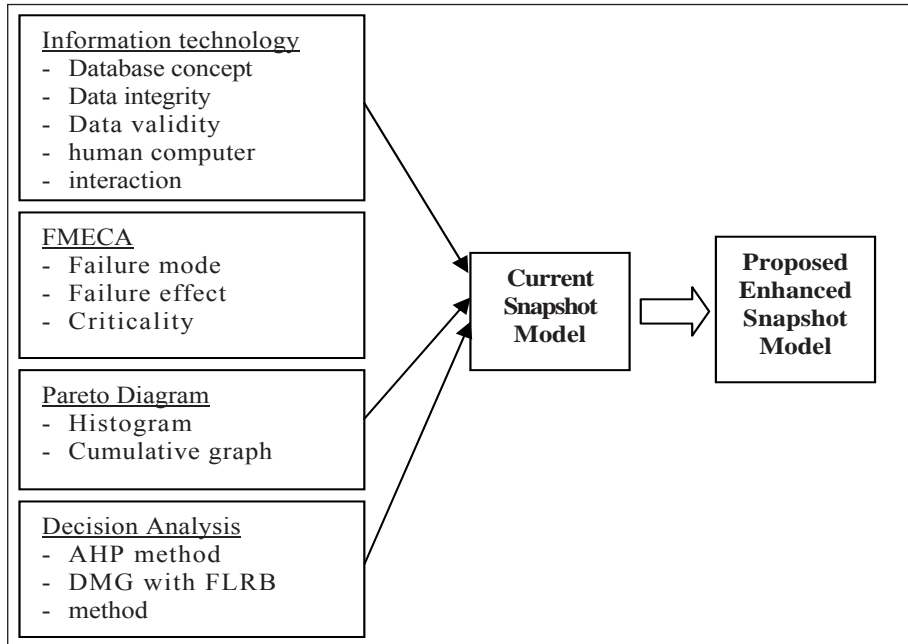 Information technology
- Database concept
- Data integrity
- Data validity
- human computer
- interaction
FMECA
- Failure mode
- Failure effect
- Criticality
Pareto Diagram
- Histogram
- Cumulative graph
Decision Analysis
- AHP method
- DMG with FLRB
- method
Current
Snapshot
Model
Proposed
Enhanced
Snapshot
Model